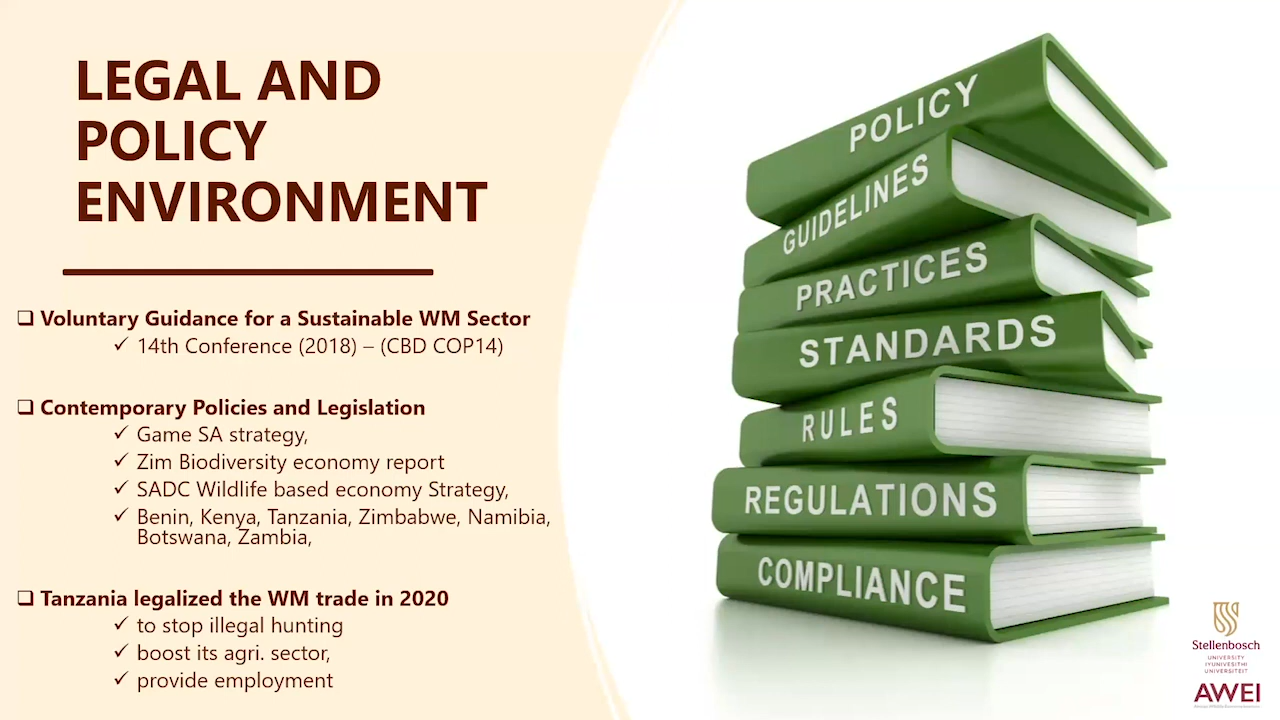 LEGAL AND
POLICY
ENVIRONMENT
❑ Voluntary Guidance for a Sustainable WM Sector
✓ 14th Conference (2018) – (CBD COP14)
❑ Contemporary Policies and Legislation
✓ Game SA strategy,
✓ Zim Biodiversity economy report
✓ SADC Wildlife based economy Strategy,
✓ Benin, Kenya, Tanzania, Zimbabwe, Namibia,
Botswana, Zambia,
❑ Tanzania legalized the WM trade in 2020
✓ to stop illegal hunting
✓ boost its agri. sector,
✓ provide employment
POLICY
GUIDELINES
PRACTICES
STANDARDS
RULES
REGULATIONS
COMPLIANCE
Stellenbosch
UNIVERSITY
IYUNIVESITHI
UNIVERSITEIT
AWEI